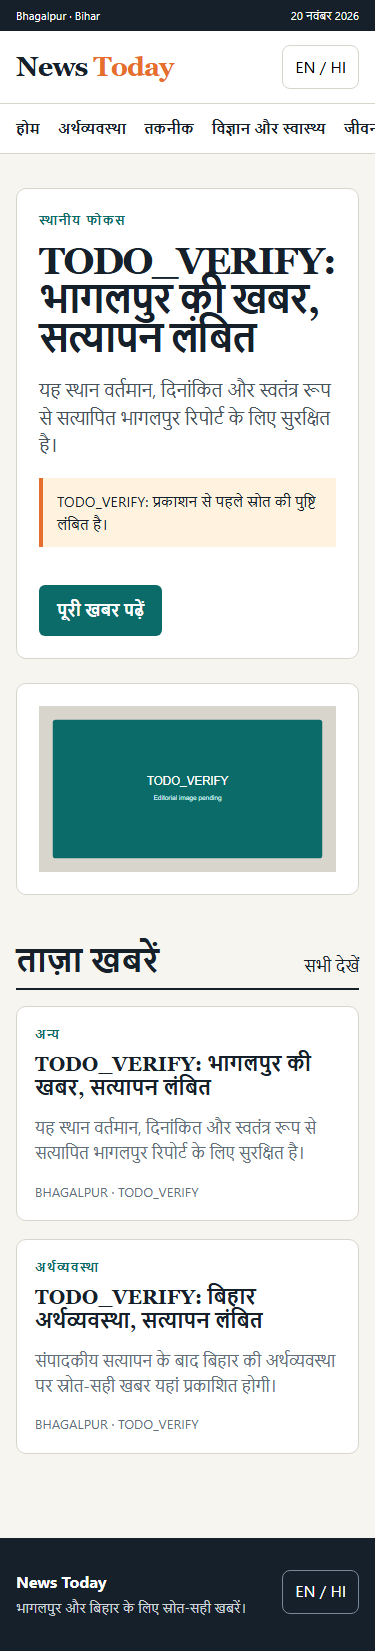 Bhagalpur · Bihar
20 नवंबर 2026
News Today
EN / HI
होम अर्थव्यवस्था तकनीक विज्ञान और स्वास्थ्य जीवन
स्थानीय फोकस
TODO_VERIFY:
भागलपुर की खबर,
सत्यापन लंबित
यह स्थान वर्तमान, दिनांकित और स्वतंत्र रूप
से सत्यापित भागलपुर रिपोर्ट के लिए सुरक्षित
है।
TODO_VERIFY: प्रकाशन से पहले स्रोत की पुष्टि
लंबित है।
पूरी खबर पढ़ें
TODO_VERIFY
Editorial image pending
ताज़ा खबरें
सभी देखें
अन्य
TODO_VERIFY: भागलपुर की
खबर, सत्यापन लंबित
यह स्थान वर्तमान, दिनांकित और स्वतंत्र रूप से
सत्यापित भागलपुर रिपोर्ट के लिए सुरक्षित है।
BHAGALPUR · TODO_VERIFY
अर्थव्यवस्था
TODO_VERIFY: बिहार
अर्थव्यवस्था, सत्यापन लंबित
संपादकीय सत्यापन के बाद बिहार की अर्थव्यवस्था
पर स्रोत-सही खबर यहां प्रकाशित होगी।
BHAGALPUR · TODO_VERIFY
News Today
भागलपुर और बिहार के लिए स्रोत-सही खबरें।
EN / HI